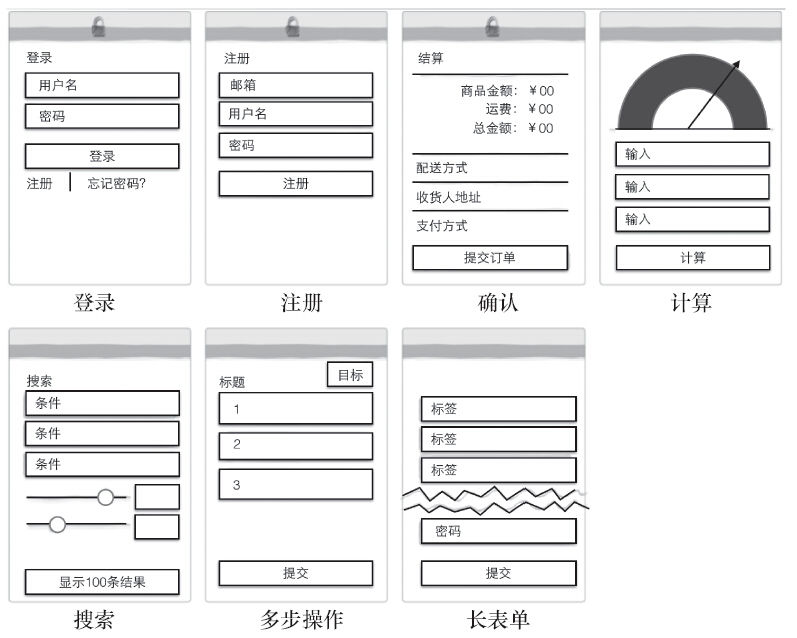 登录
用户名
密码
登录
注册
忘记密码?
登录
注册
邮箱
用户名
密码
注册
注册
结算
商品金额: ￥00
运费: ￥00
总金额: ￥00
配送方式
收货人地址
支付方式
提交订单
确认
输入
输入
输入
计算
计算
搜索
条件
条件
条件
显示100条结果
搜索
标题
目标
1
2
3
提交
多步操作
标签
标签
标签
密码
提交
长表单